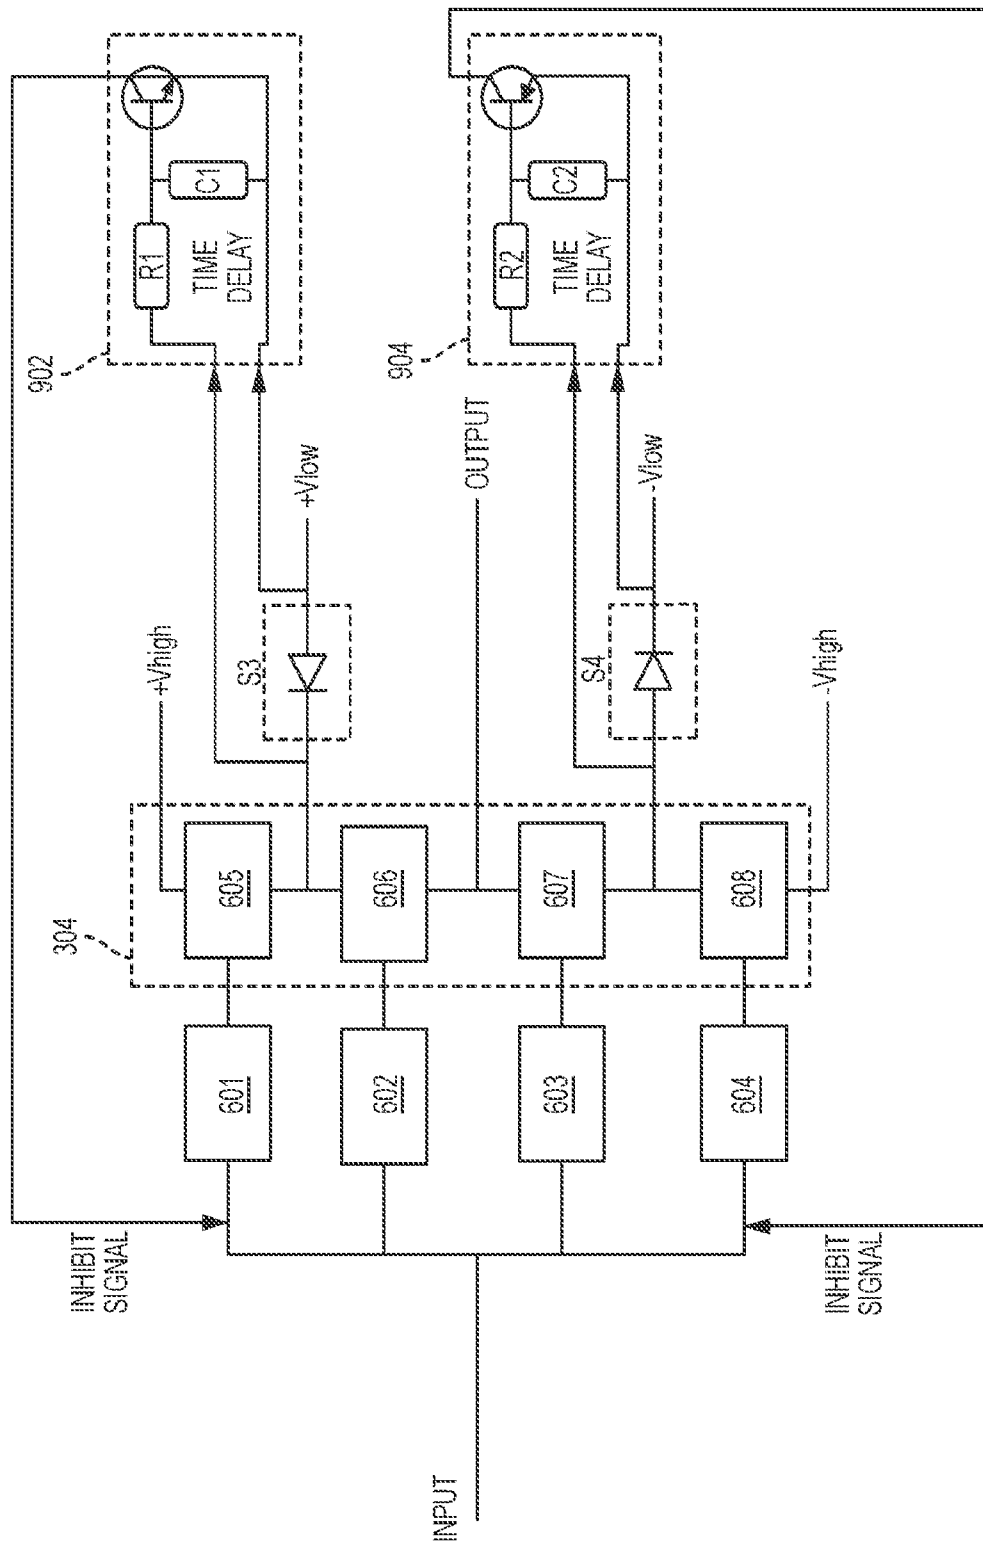 902
R1
C1
TIME
DELAY
904
R2
C2
TIME
DELAY
+Vlow
OUTPUT
-Vlow
+Vhigh
S3
S4
-Vhigh
304
605
606
607
608
601
602
603
604
INHIBIT
SIGNAL
INHIBIT
SIGNAL
INPUT